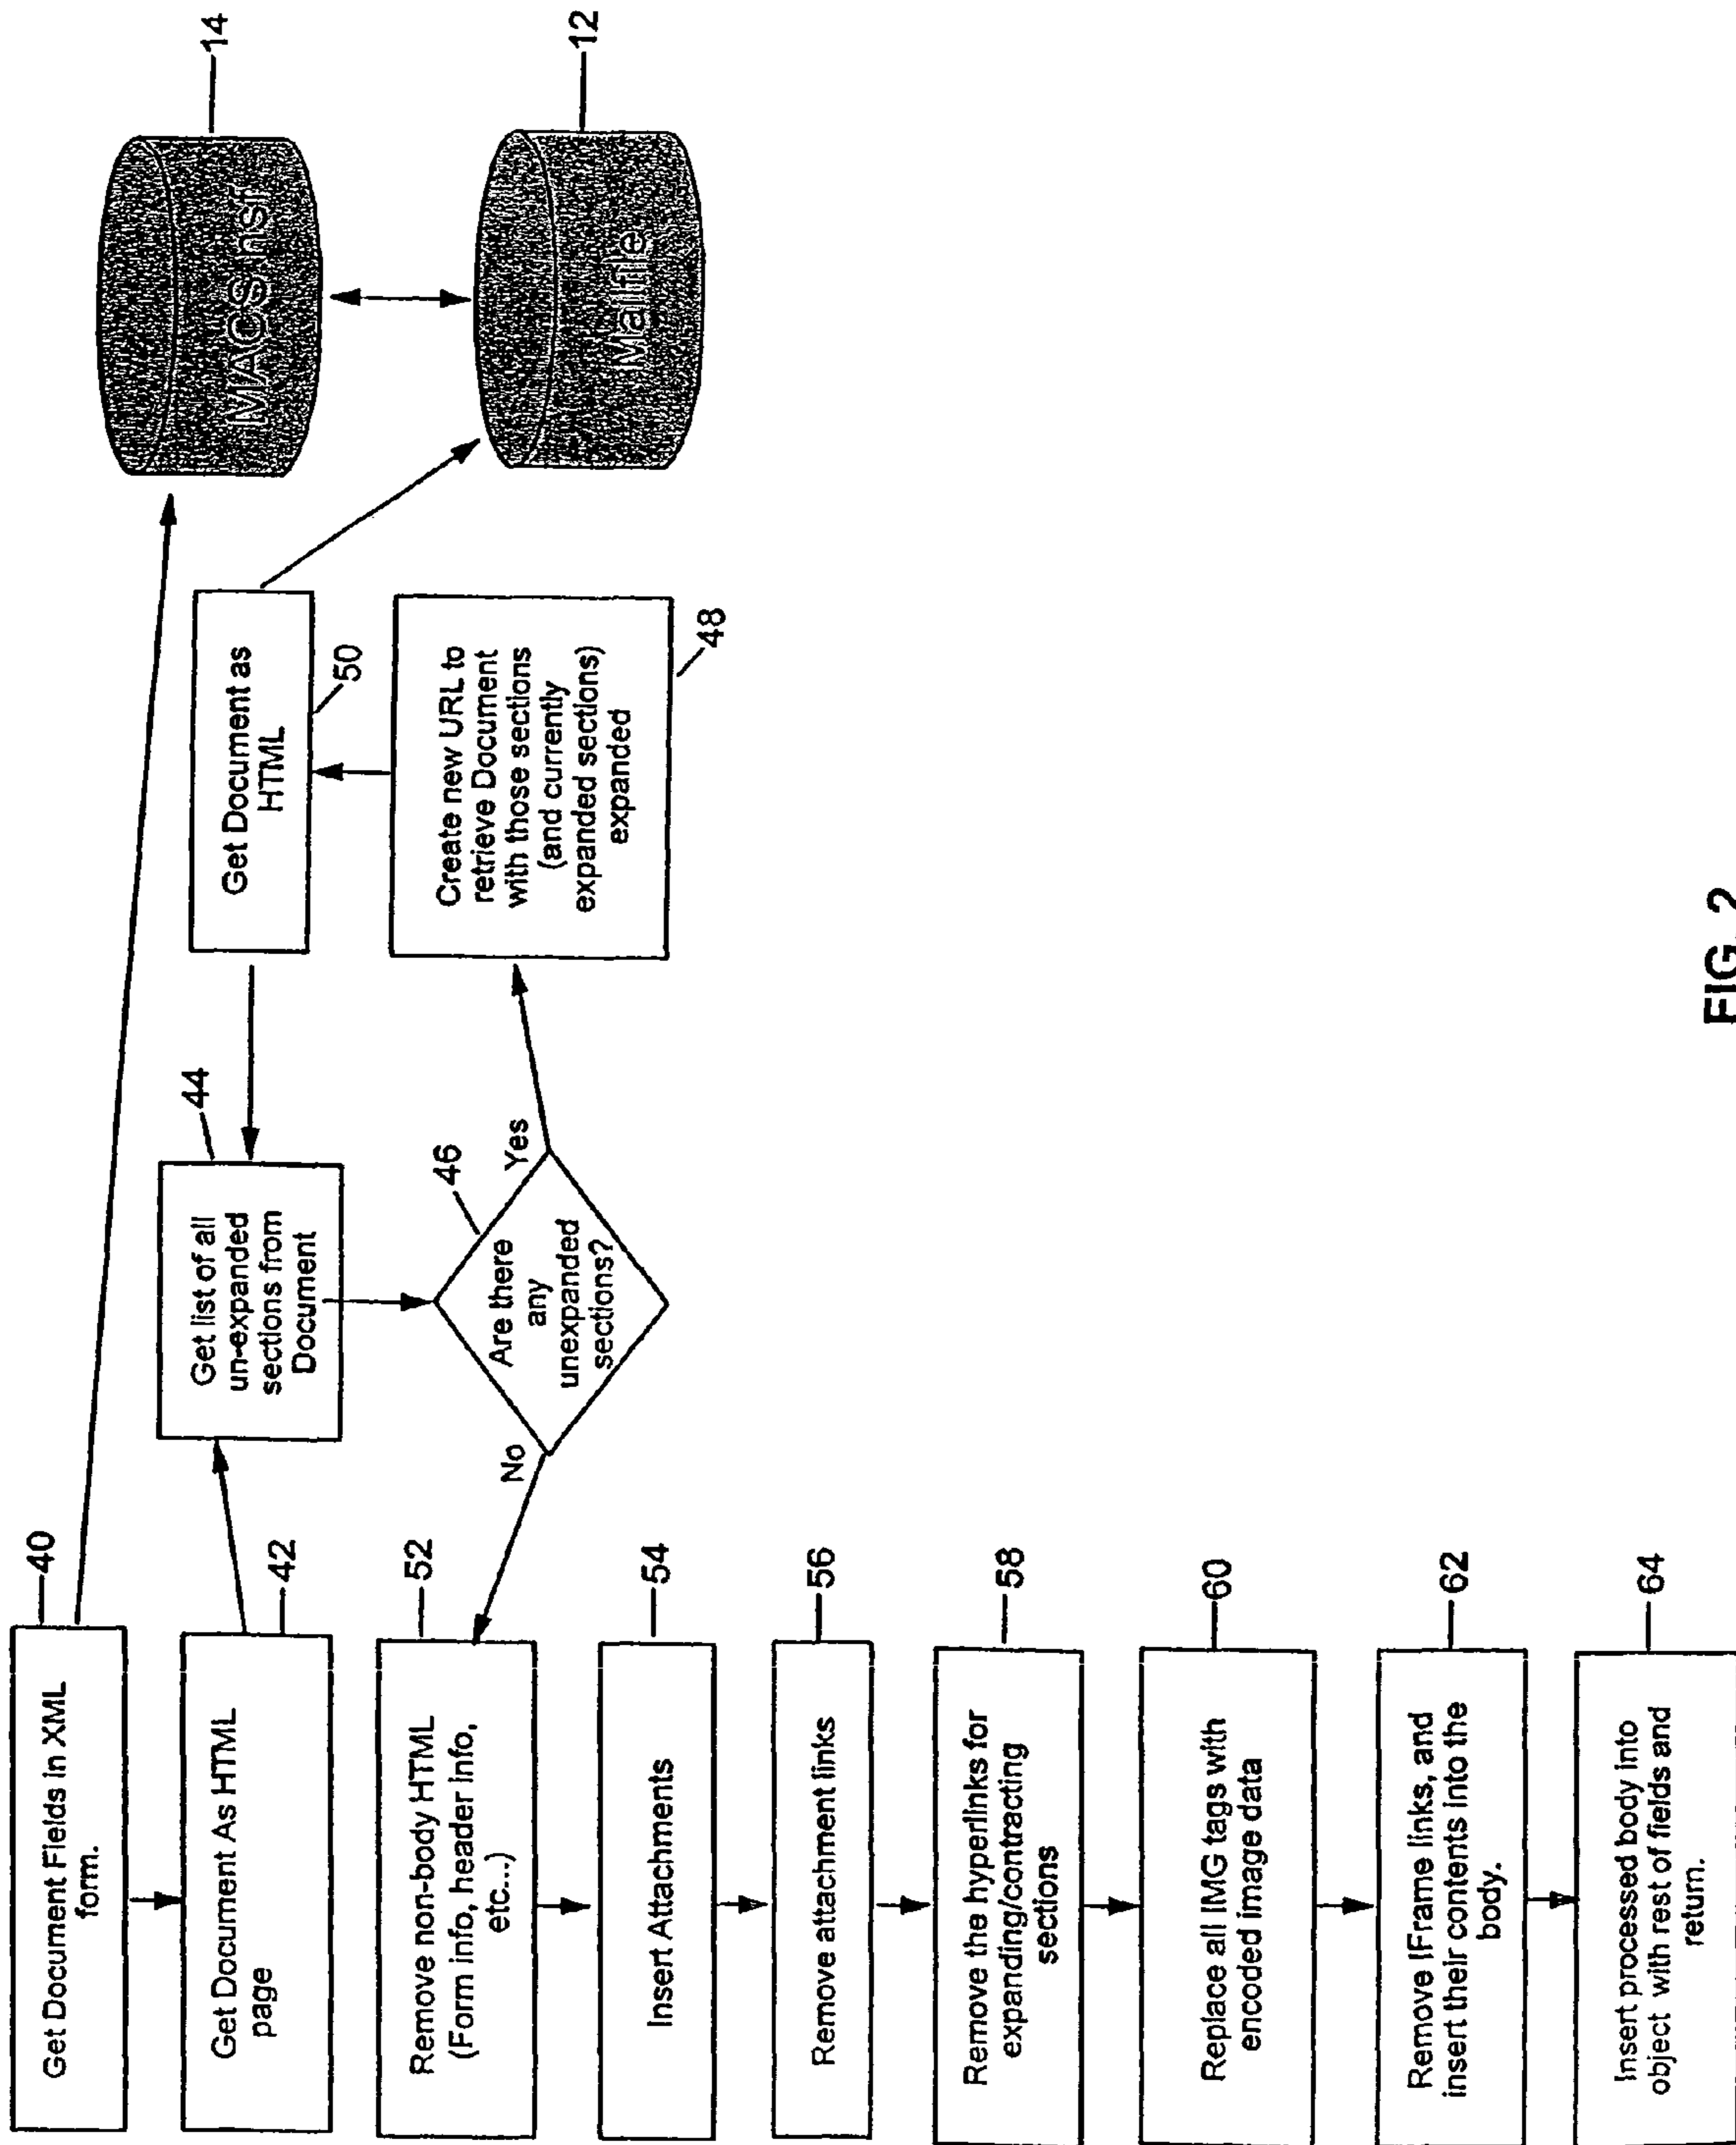 Get Document Fields in XML
form.
40
Get Document As HTML
page
42
Get list of all
un-expanded
sections from
Document
44
Are there
any
unexpanded
sections?
46
Yes
No
Create new URL to
retrieve Document
with those sections
(and currently
expanded sections)
expanded
48
Get Document as
HTML
50
MACS.nsf
14
Mailfile
12
Remove non-body HTML
(Form info, header info,
etc...)
52
Insert Attachments
54
Remove attachment links
56
Remove the hyperlinks for
expanding/contracting
sections
58
Replace all IMG tags with
encoded image data
60
Remove IFrame links, and
insert their contents into the
body.
62
Insert processed body into
object with rest of fields and
return.
64
FIG. 2